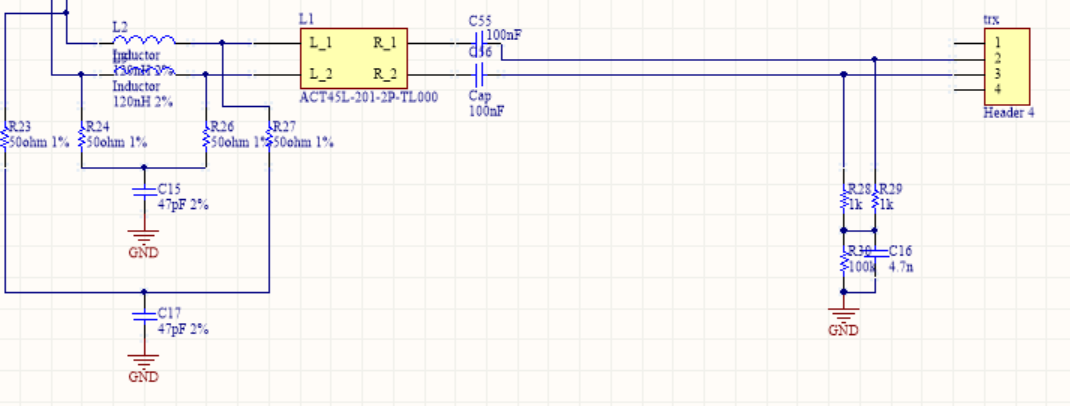 L1
L_1
R_1
L_2
R_2
ACT45L-201-2P-TL000
L2
Inductor
Inductor
120nH 2%
C55
100nF
C56
Cap
100nF
trx
1
2
3
4
Header 4
R23
50ohm 1%
R24
50ohm 1%
R26
50ohm 1%
R27
50ohm 1%
C15
47pF 2%
GND
C17
47pF 2%
GND
R28
1k
R29
1k
R30
100k
C16
4.7n
GND